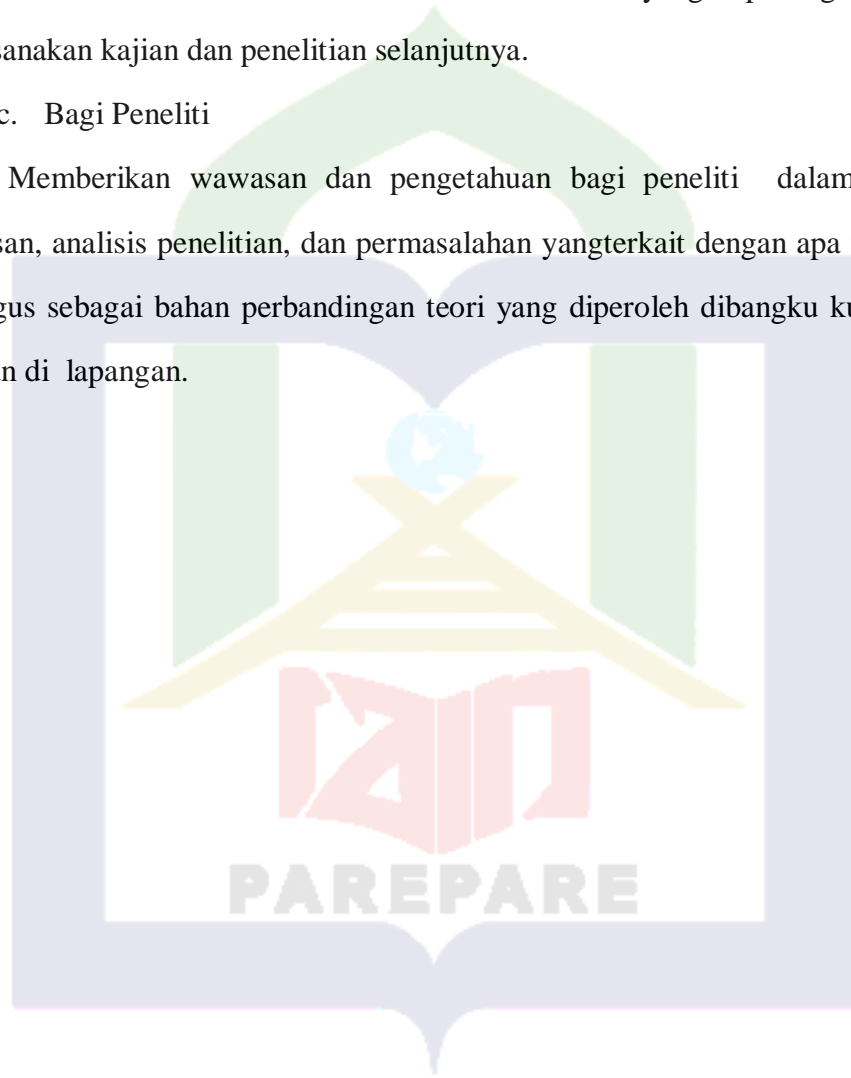 sanakan kajian dan penelitian selanjutnya.
c. Bagi Peneliti
Memberikan wawasan dan pengetahuan bagi peneliti dalam
san, analisis penelitian, dan permasalahan yangterkait dengan apa
gus sebagai bahan perbandingan teori yang diperoleh dibangku ku
n di lapangan.
PAREPARE